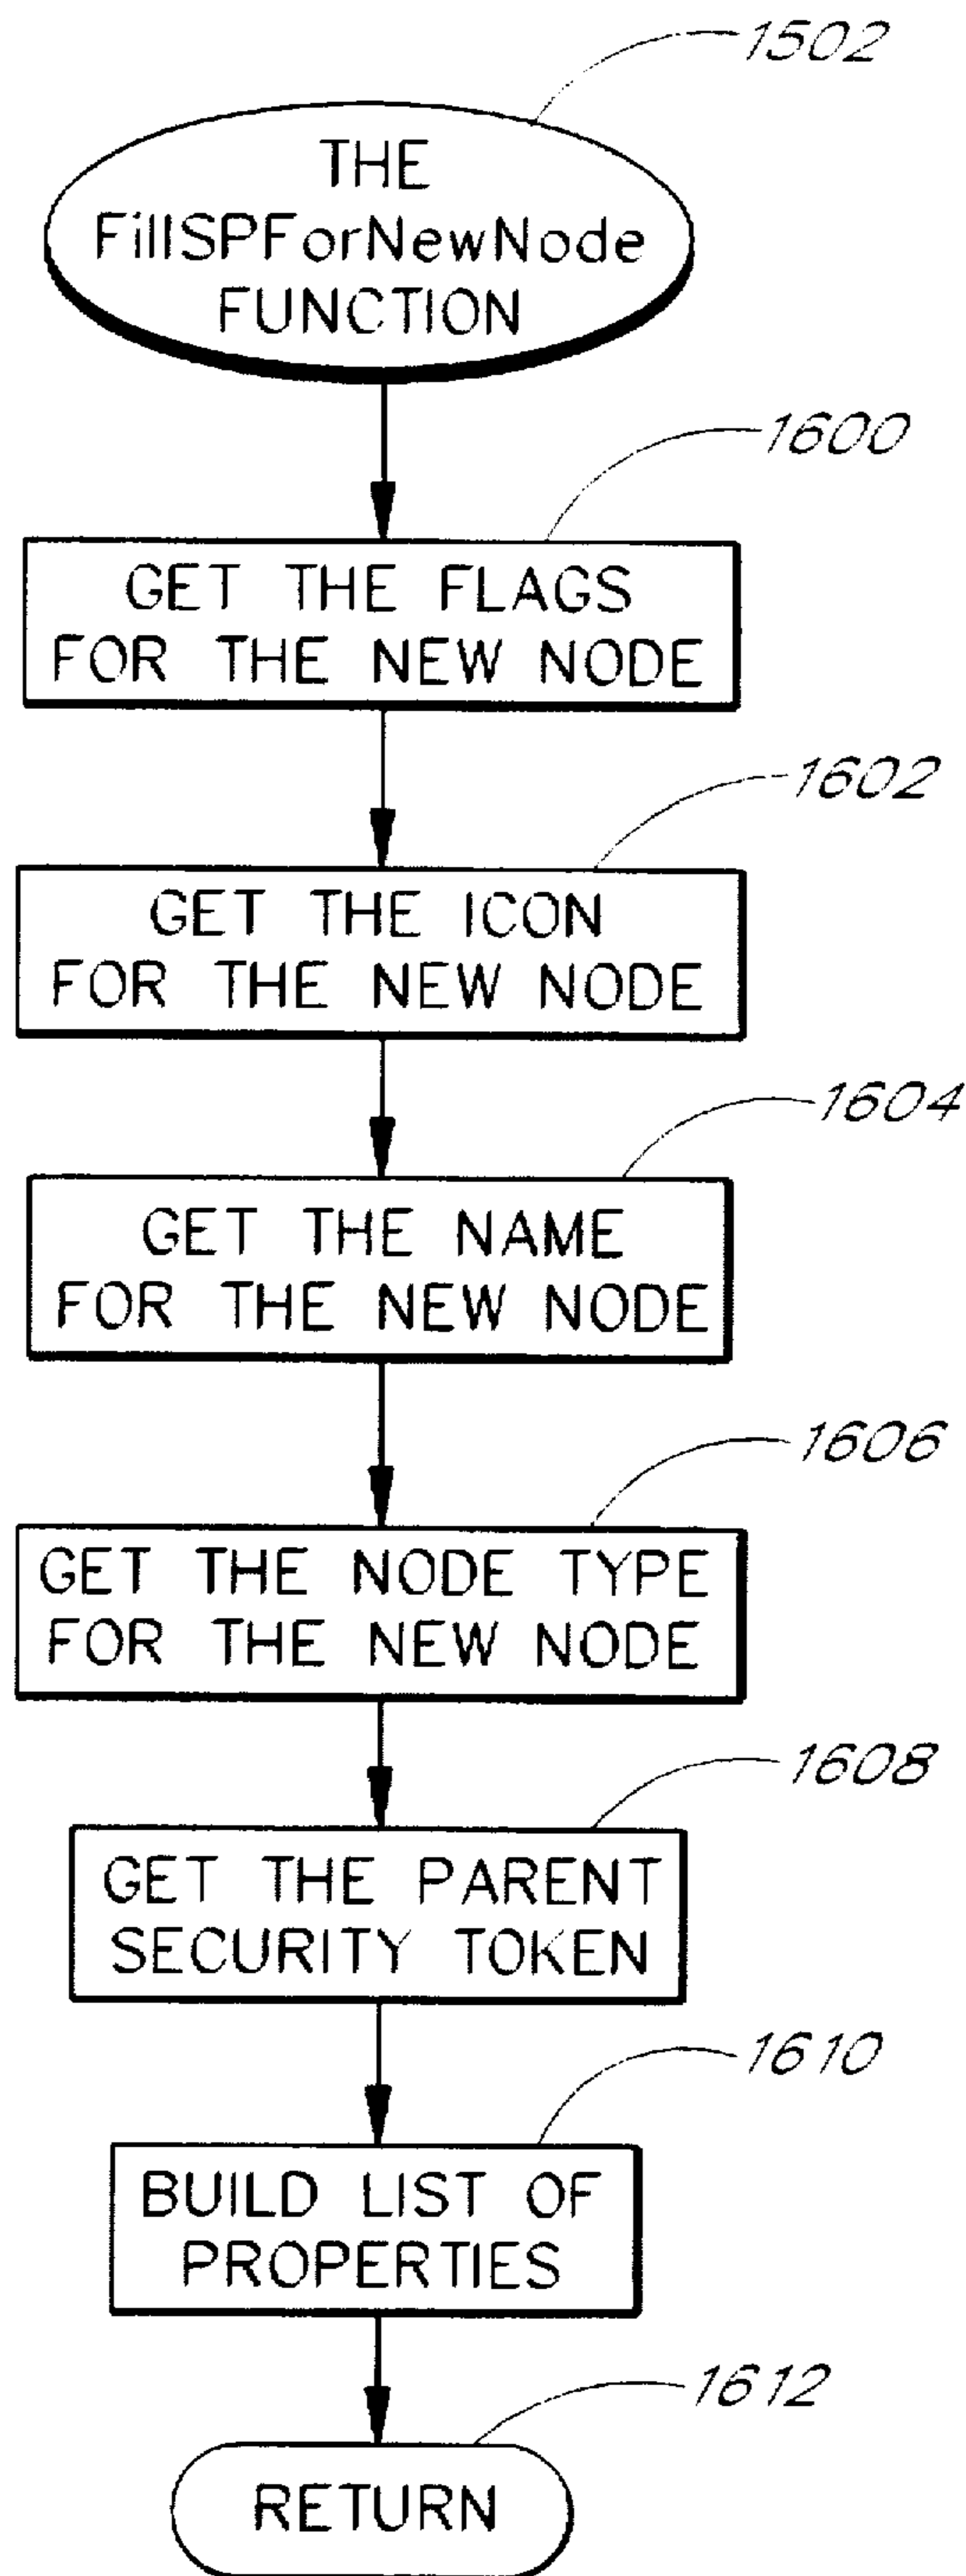 1502
THE
FillSPForNewNode
FUNCTION
1600
GET THE FLAGS
FOR THE NEW NODE
1602
GET THE ICON
FOR THE NEW NODE
1604
GET THE NAME
FOR THE NEW NODE
1606
GET THE NODE TYPE
FOR THE NEW NODE
1608
GET THE PARENT
SECURITY TOKEN
1610
BUILD LIST OF
PROPERTIES
1612
RETURN